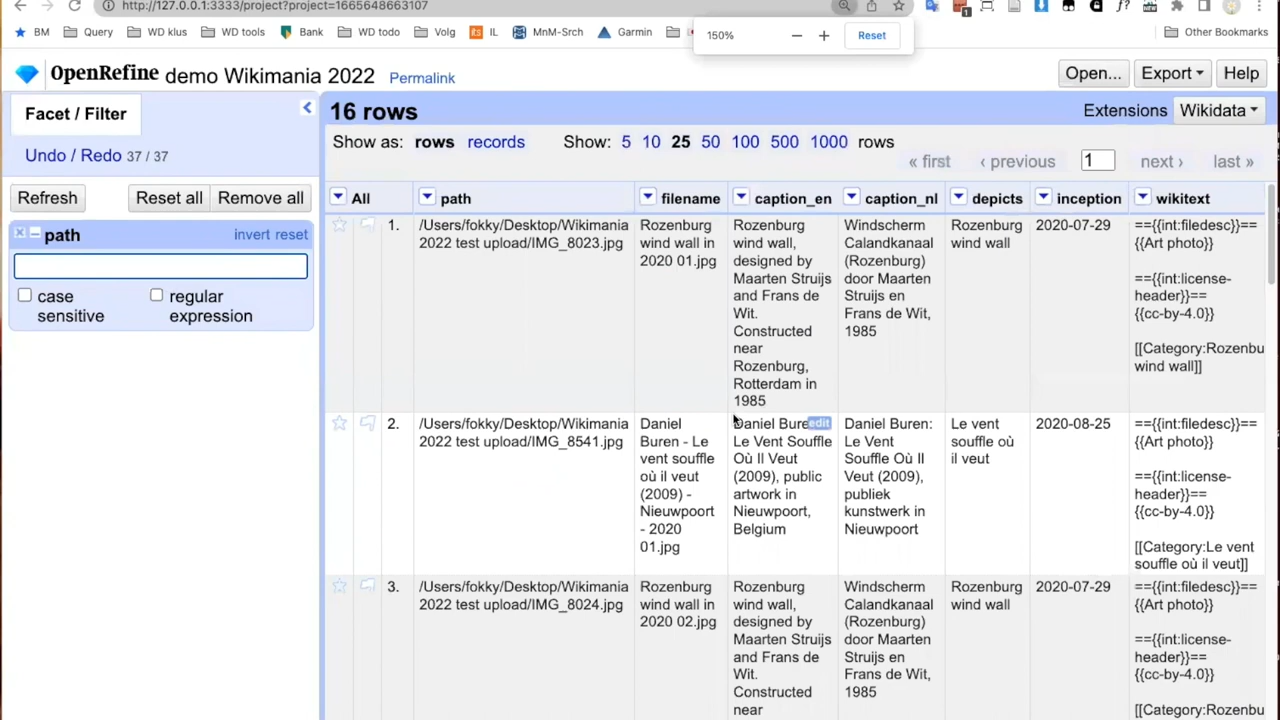 http://127.0.0.1:3333/project?project=1665648663107
BM Query WD klus WD tools Bank WD todo Volg IL MnM-Srch Garmin Other Bookmarks
150% Reset
OpenRefine demo Wikimania 2022 Permalink Open... Export Help
Facet / Filter
Undo / Redo 37 / 37
Refresh Reset all Remove all
path invert reset
case sensitive
regular expression
16 rows
Extensions Wikidata
Show as: rows records Show: 5 10 25 50 100 500 1000 rows
« first ‹ previous 1 next › last »
All path filename caption_en caption_nl depicts inception wikitext
1.
/Users/fokky/Desktop/Wikimania
2022 test upload/IMG_8023.jpg
Rozenburg
wind wall in
2020 01.jpg
Rozenburg
wind wall,
designed by
Maarten Struijs
and Frans de
Wit.
Constructed
near
Rozenburg,
Rotterdam in
1985
Windscherm
Calandkanaal
(Rozenburg)
door Maarten
Struijs en
Frans de Wit,
1985
Rozenburg
wind wall
2020-07-29
=={{int:filedesc}}==
{{Art photo}}
=={{int:license-
header}}==
{{cc-by-4.0}}
[[Category:Rozenbu
wind wall]]
2.
/Users/fokky/Desktop/Wikimania
2022 test upload/IMG_8541.jpg
Daniel
Buren - Le
vent souffle
où il veut
(2009) -
Nieuwpoort
- 2020
01.jpg
Daniel Bure edit
Le Vent Souffle
Où Il Veut
(2009), public
artwork in
Nieuwpoort,
Belgium
Daniel Buren:
Le Vent
Souffle Où Il
Veut (2009),
publiek
kunstwerk in
Nieuwpoort
Le vent
souffle où
il veut
2020-08-25
=={{int:filedesc}}==
{{Art photo}}
=={{int:license-
header}}==
{{cc-by-4.0}}
[[Category:Le vent
souffle où il veut]]
3.
/Users/fokky/Desktop/Wikimania
2022 test upload/IMG_8024.jpg
Rozenburg
wind wall in
2020 02.jpg
Rozenburg
wind wall,
designed by
Maarten Struijs
and Frans de
Wit.
Constructed
near
Windscherm
Calandkanaal
(Rozenburg)
door Maarten
Struijs en
Frans de Wit,
1985
Rozenburg
wind wall
2020-07-29
=={{int:filedesc}}==
{{Art photo}}
=={{int:license-
header}}==
{{cc-by-4.0}}
[[Category:Rozenbu